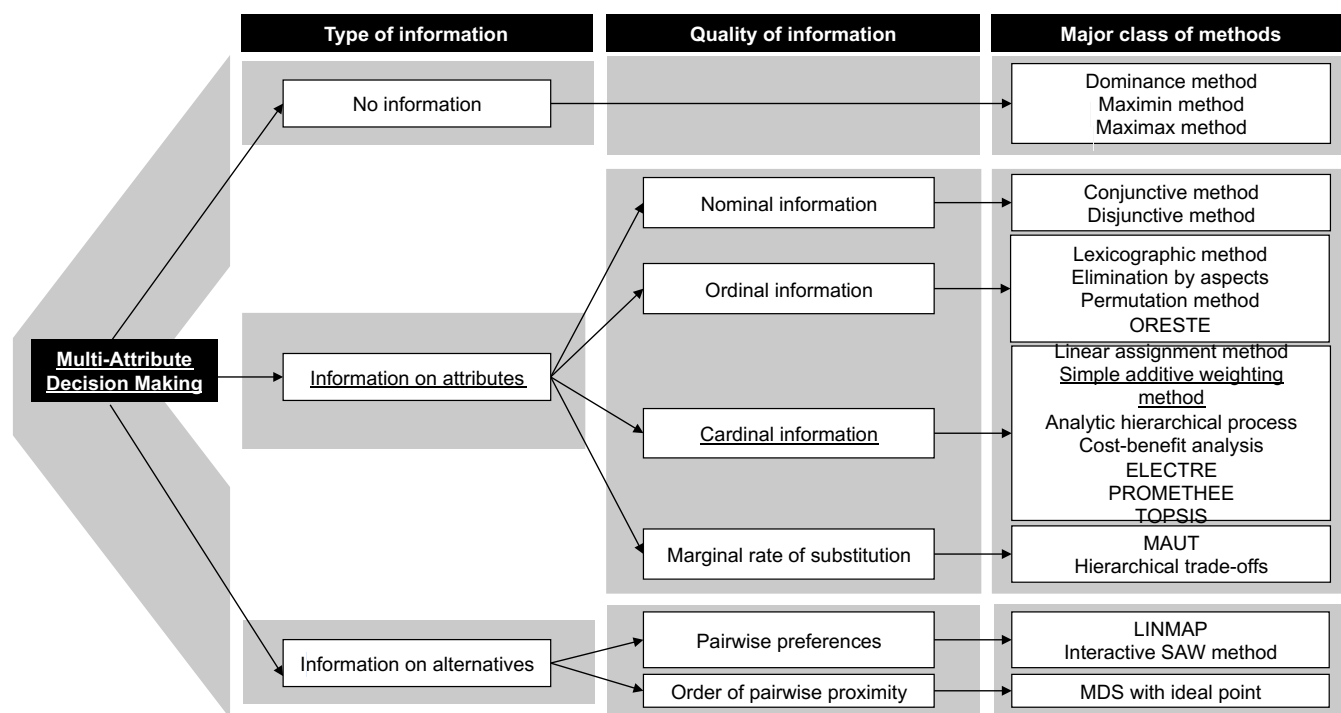 Type of information
Quality of information
Major class of methods
No information
Dominance method
Maximin method
Maximax method
Multi-Attribute
Decision Making
Information on attributes
Nominal information
Conjunctive method
Disjunctive method
Ordinal information
Lexicographic method
Elimination by aspects
Permutation method
ORESTE
Cardinal information
Linear assignment method
Simple additive weighting
method
Analytic hierarchical process
Cost-benefit analysis
ELECTRE
PROMETHEE
TOPSIS
Marginal rate of substitution
MAUT
Hierarchical trade-offs
Information on alternatives
Pairwise preferences
LINMAP
Interactive SAW method
Order of pairwise proximity
MDS with ideal point